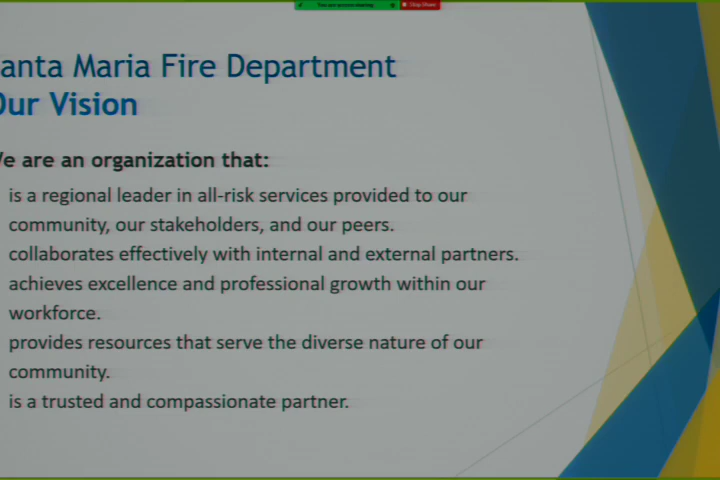 anta Maria Fire Department
Our Vision
e are an organization that:
is a regional leader in all-risk services provided to our
community, our stakeholders, and our peers.
collaborates effectively with internal and external partners.
achieves excellence and professional growth within our
workforce.
provides resources that serve the diverse nature of our
community.
is a trusted and compassionate partner.